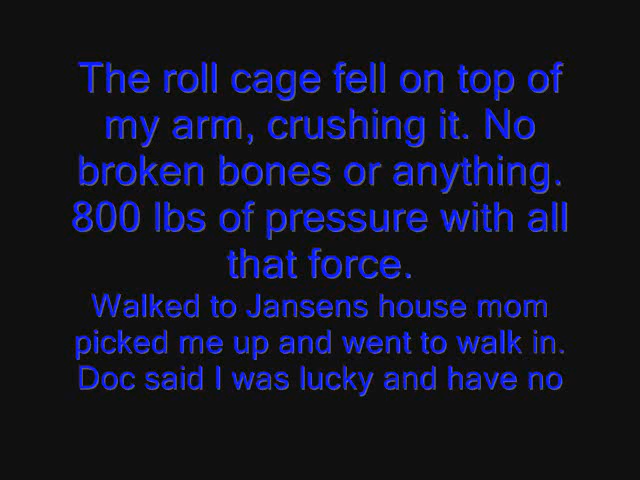 The roll cage fell on top of
my arm, crushing it. No
broken bones or anything.
800 lbs of pressure with all
that force.
Walked to Jansens house mom
picked me up and went to walk in.
Doc said I was lucky and have no